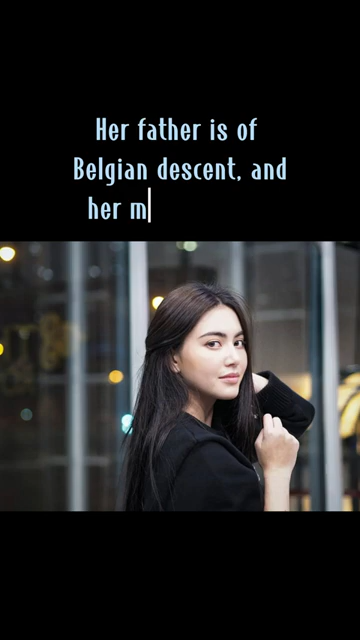 Her father is of
Belgian descent, and
her m